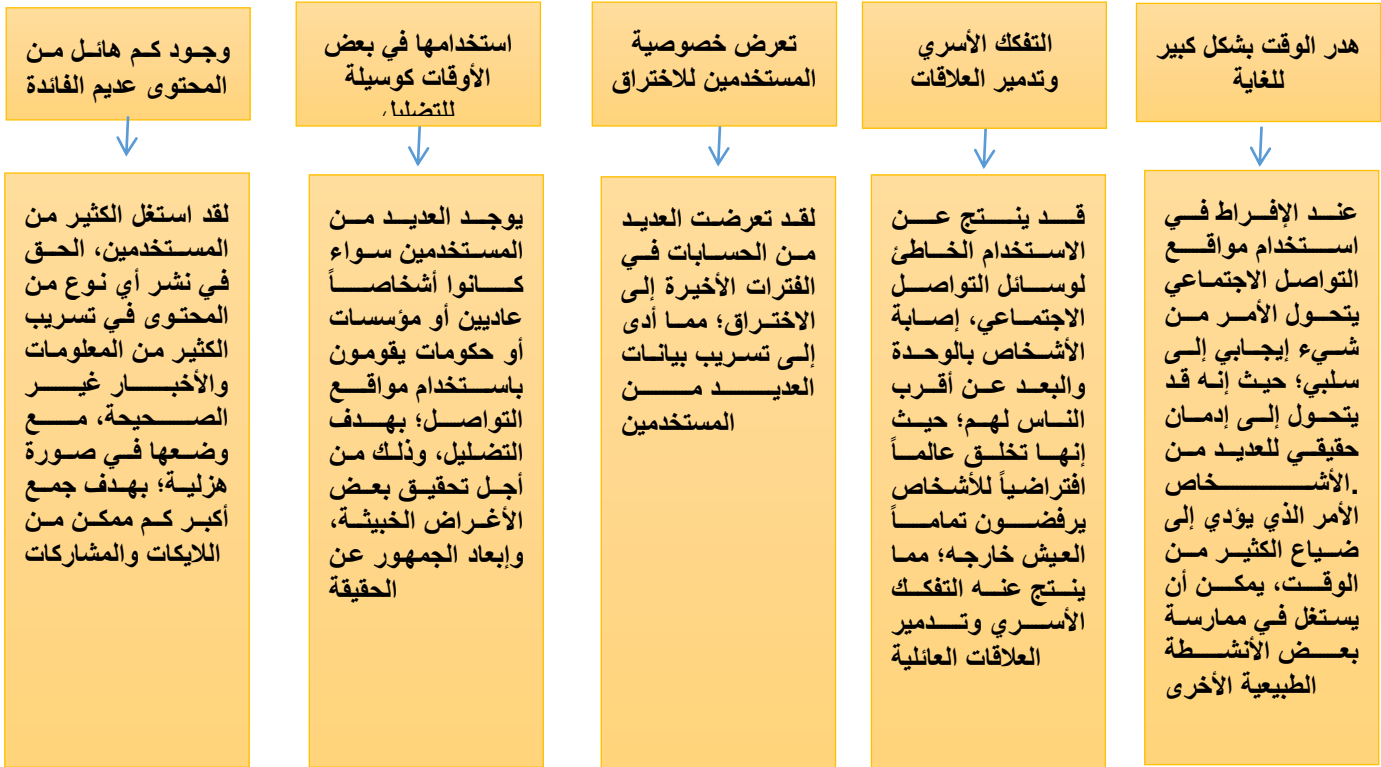 هدر الوقت بشكل كبير
للغاية
عند الإفراط في
استخدام مواقع
التواصل الاجتماعي
يتحول الأمر من
شيء إيجابي إلى
سلبي؛ حيث إنه قد
يتحول إلى إدمان
حقيقي للعديد من
.الأشخاص
الأمر الذي يؤدي إلى
ضياع الكثير من
الوقت، يمكن أن
يستغل في ممارسة
بعض الأنشطة
الطبيعية الأخرى
التفكك الأسري
وتدمير العلاقات
قد ينتج عن
الاستخدام الخاطئ
لوسائل التواصل
الاجتماعي، إصابة
الأشخاص بالوحدة
والبعد عن أقرب
الناس لهم؛ حيث
إنها تخلق عالماً
افتراضياً للأشخاص
يرفضون تماماً
العيش خارجه؛ مما
ينتج عنه التفكك
الأسري وتدمير
العلاقات العائلية
تعرض خصوصية
المستخدمين للاختراق
لقد تعرضت العديد
من الحسابات في
الفترات الأخيرة إلى
الاختراق؛ مما أدى
إلى تسريب بيانات
العديد من
المستخدمين
استخدامها في بعض
الأوقات كوسيلة
للتضليل
يوجد العديد من
المستخدمين سواء
كانوا أشخاصاً
عاديين أو مؤسسات
أو حكومات يقومون
باستخدام مواقع
التواصل؛ بهدف
التضليل، وذلك من
أجل تحقيق بعض
الأغراض الخبيثة،
وإبعاد الجمهور عن
الحقيقة
وجود كم هائل من
المحتوى عديم الفائدة
لقد استغل الكثير من
المستخدمين، الحق
في نشر أي نوع من
المحتوى في تسريب
الكثير من المعلومات
والأخبار غير
الصحيحة، مع
وضعها في صورة
هزلية؛ بهدف جمع
أكبر كم ممكن من
اللايكات والمشاركات